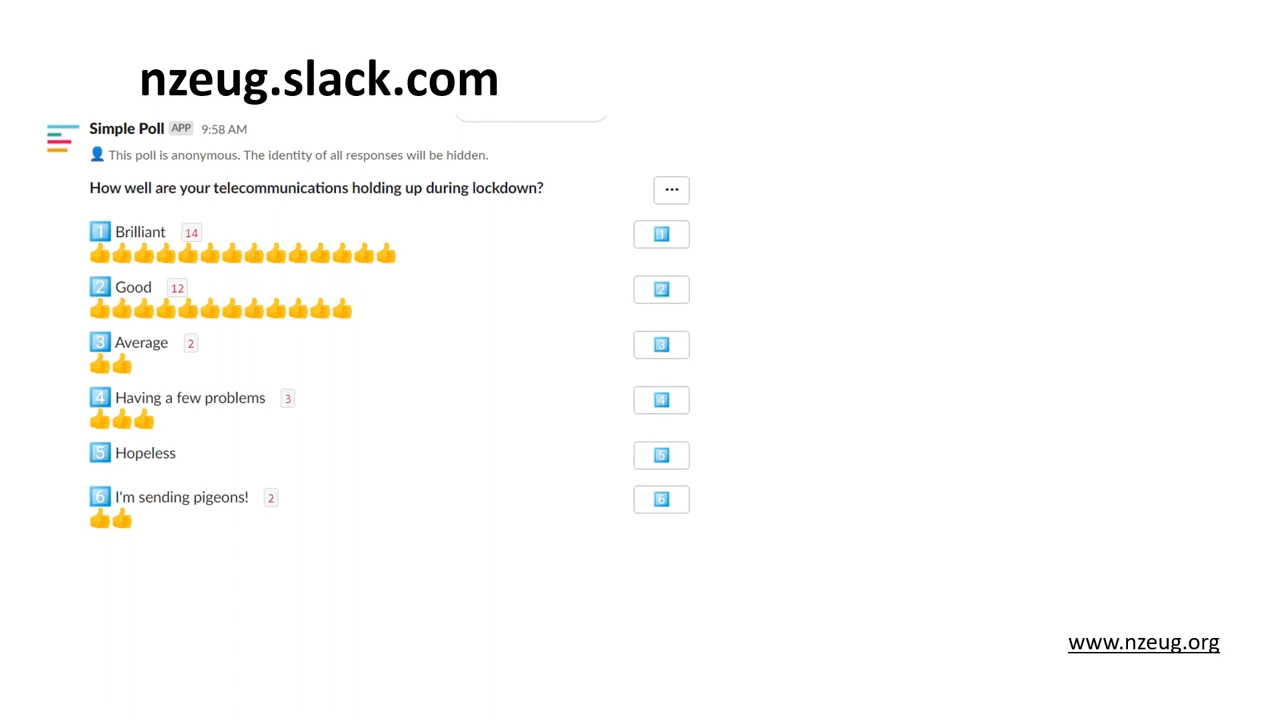 nzeug.slack.com
Simple Poll APP 9:58 AM
This poll is anonymous. The identity of all responses will be hidden.
How well are your telecommunications holding up during lockdown? ...
1 Brilliant 14 1
2 Good 12 2
3 Average 2 3
4 Having a few problems 3 4
5 Hopeless 5
6 I'm sending pigeons! 2 6
www.nzeug.org